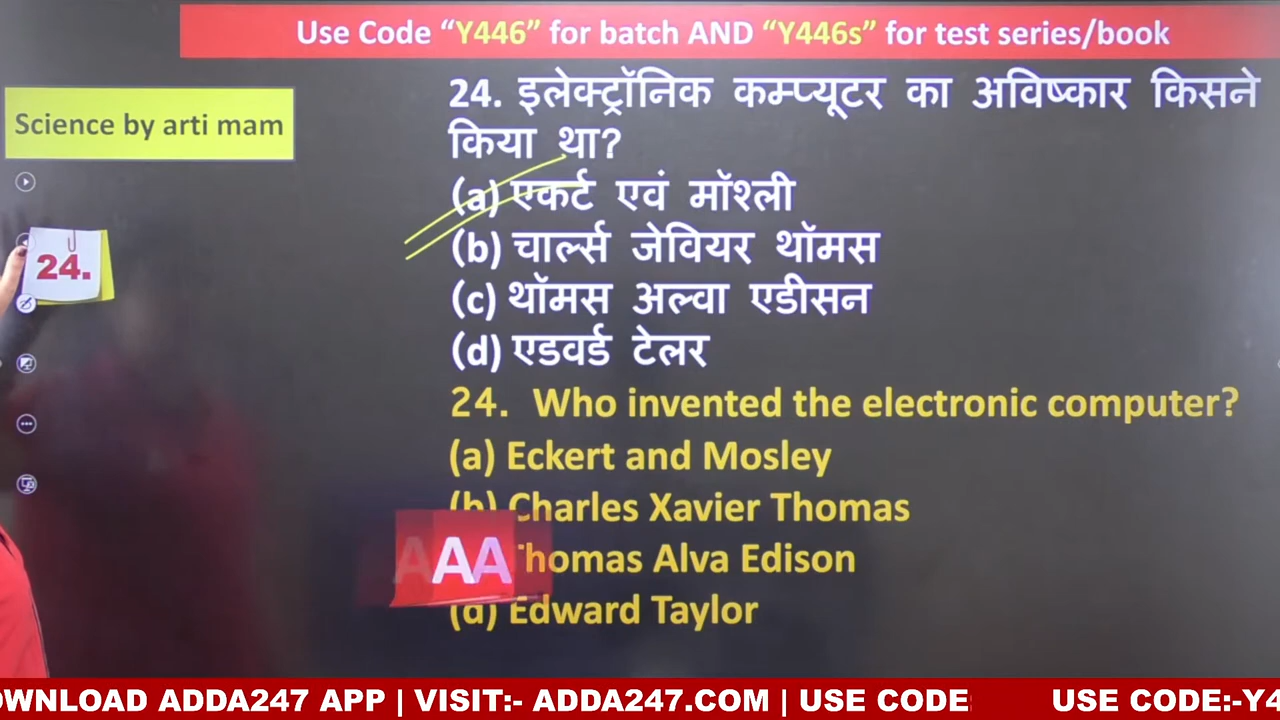 Use Code “Y446” for batch AND “Y446s” for test series/book
Science by arti mam
24. इलेक्ट्रॉनिक कम्प्यूटर का अविष्कार किसने
किया था?
(a) एकर्ट एवं मॉश्ली
(b) चार्ल्स जेवियर थॉमस
(c) थॉमस अल्वा एडीसन
(d) एडवर्ड टेलर
24.
24. Who invented the electronic computer?
(a) Eckert and Mosley
(b) Charles Xavier Thomas
Thomas Alva Edison
(d) Edward Taylor
AAA
OWNLOAD ADDA247 APP | VISIT:- ADDA247.COM | USE CODE USE CODE:-Y4